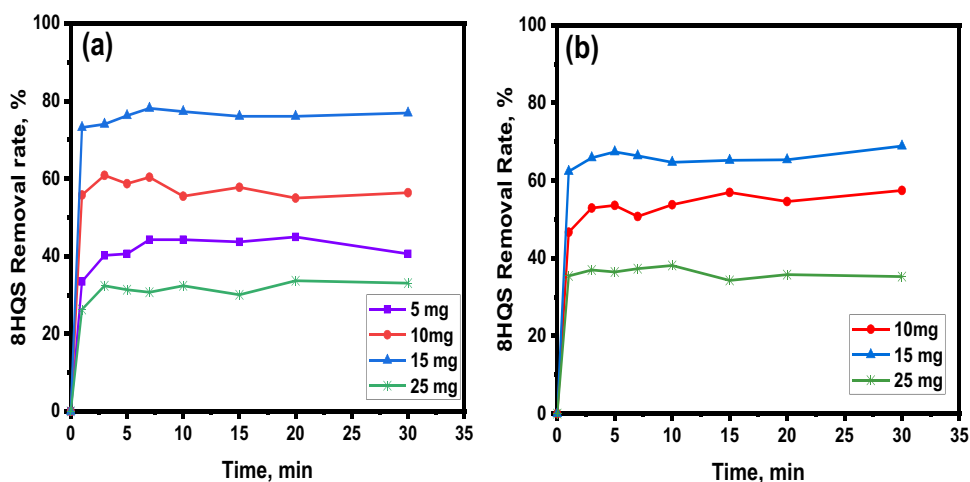 (a)
8HQS Removal rate, %
100
80
60
40
20
0
0 5 10 15 20 25 30 35
Time, min
5 mg
10mg
15 mg
25 mg
(b)
8HQS Removal Rate, %
100
80
60
40
20
0
0 5 10 15 20 25 30 35
Time, min
10mg
15 mg
25 mg